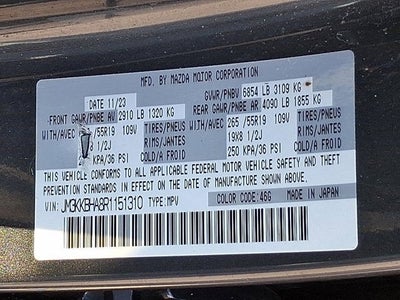 MFD. BY MAZDA MOTOR CORPORATION
DATE 11/23 GVWR/PNBV 6854 LB 3109 KG
FRONT GAWR/PNBE AV 2910 LB 1320 KG REAR GAWR/PNBE AR 4090 LB 1855 KG
WITH/AVEC /55R19 109V TIRES/PNEUS WITH/AVEC 265/55R19 109V TIRES/PNEUS
1/2J RIMS/JANTES 19X8 1/2J RIMS/JANTES
KPA/36 PSI COLD/A FROID 250 KPA/36 PSI COLD/A FROID
THIS VEHICLE CONFORMS TO ALL APPLICABLE FEDERAL MOTOR VEHICLE SAFETY AND THEFT
PREVENTION STANDARDS IN EFFECT ON THE DATE OF MANUFACTURE SHOWN ABOVE.
VIN: JM3KKBHA8R1151310 TYPE:MPV COLOR CODE:46G MADE IN JAPAN